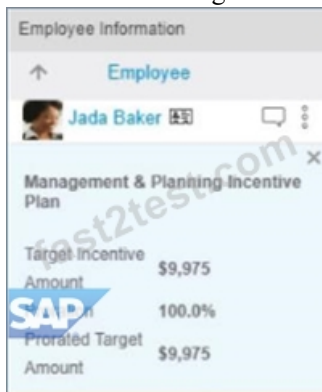 Employee Information
Employee
Jada Baker
Management & Planning Incentive
Plan
Target Incentive
Amount
$9,975
100.0%
Prorated Target
Amount
$9,975
SAP
fast2test.com